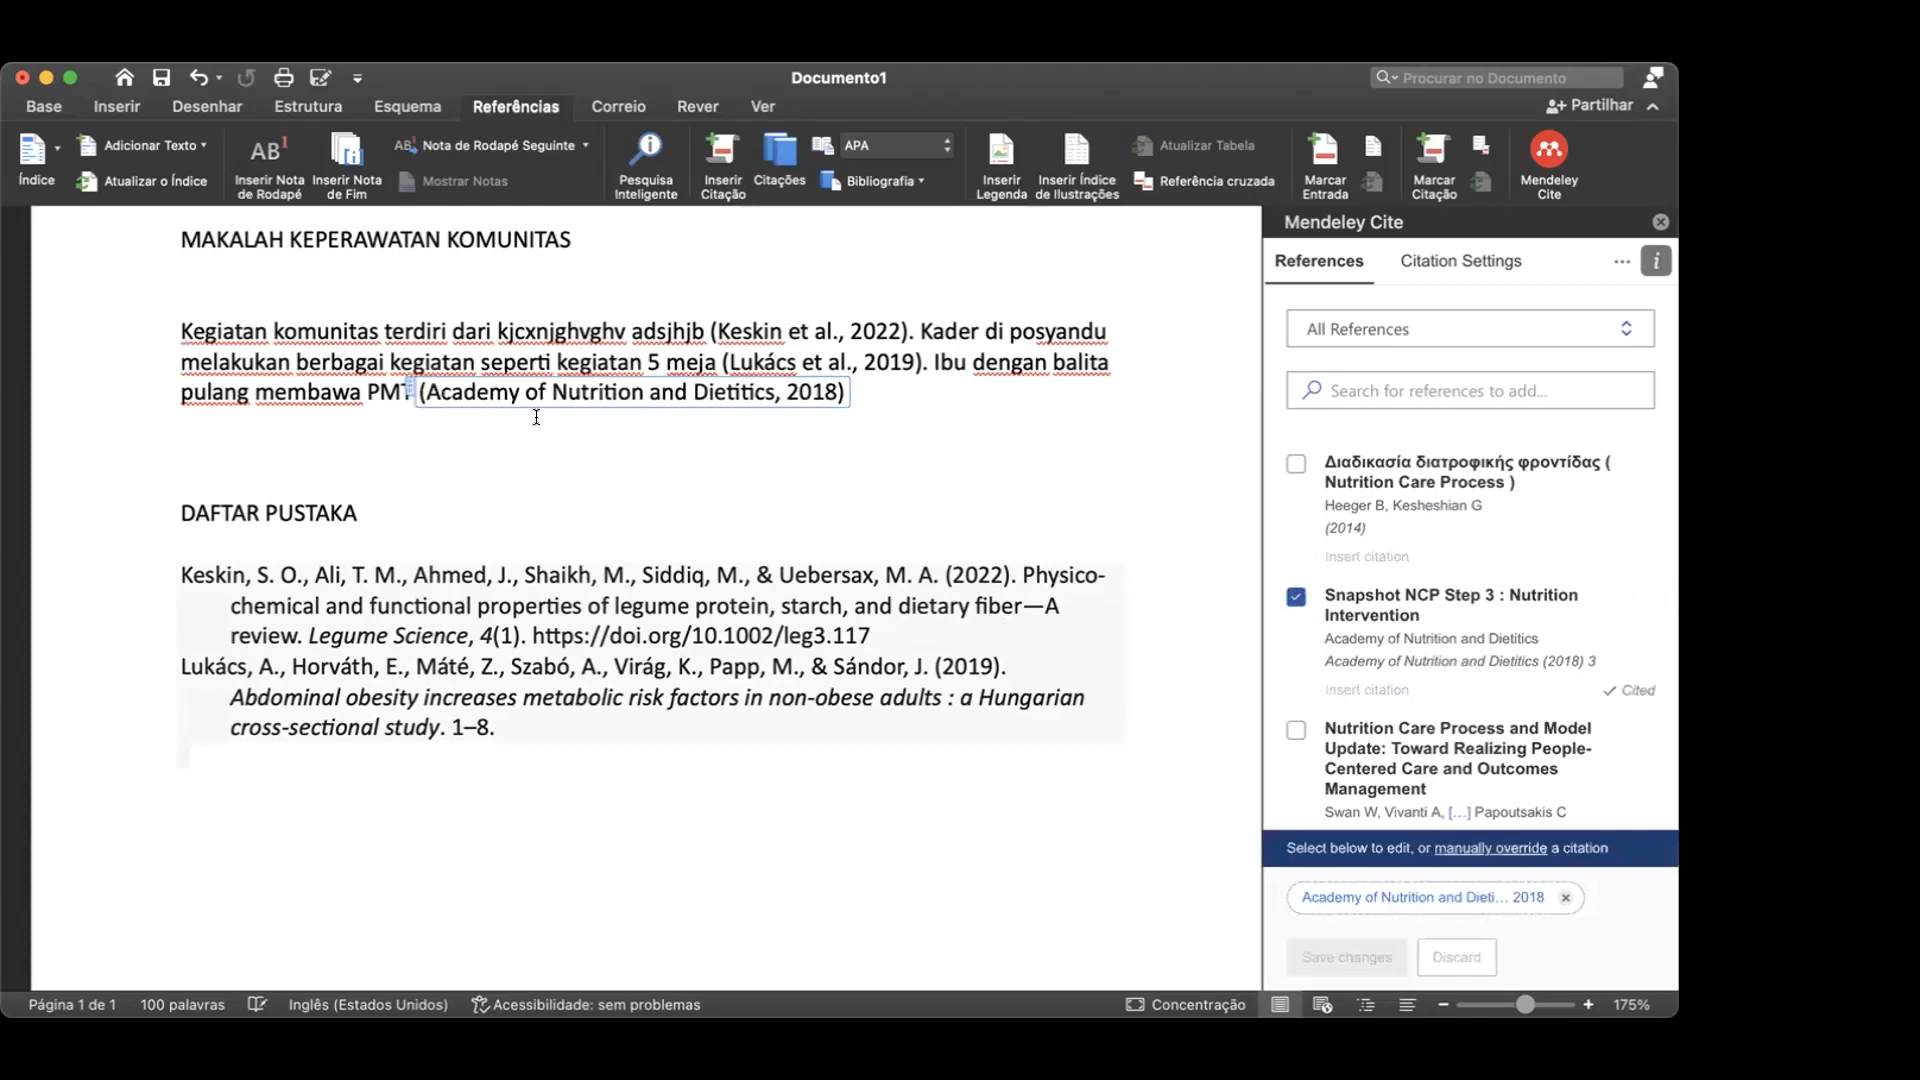 Documento1
Procurar no Documento
Base Inserir Desenhar Estrutura Esquema Referências Correio Rever Ver
Partilhar
Índice
Adicionar Texto
Atualizar o Índice
AB1
Inserir Nota
de Rodapé
Inserir Nota
de Fim
AB1 Nota de Rodapé Seguinte
Mostrar Notas
Pesquisa
Inteligente
Inserir
Citação
Citações
APA
Bibliografia
Inserir
Legenda
Inserir Índice
de Ilustrações
Atualizar Tabela
Referência cruzada
Marcar
Entrada
Marcar
Citação
Mendeley
Cite
MAKALAH KEPERAWATAN KOMUNITAS
Kegiatan komunitas terdiri dari kjcxnjghvghv adsjhjb (Keskin et al., 2022). Kader di posyandu
melakukan berbagai kegiatan seperti kegiatan 5 meja (Lukács et al., 2019). Ibu dengan balita
pulang membawa PMT (Academy of Nutrition and Dietitics, 2018)
DAFTAR PUSTAKA
Keskin, S. O., Ali, T. M., Ahmed, J., Shaikh, M., Siddiq, M., & Uebersax, M. A. (2022). Physico-
chemical and functional properties of legume protein, starch, and dietary fiber—A
review. Legume Science, 4(1). https://doi.org/10.1002/leg3.117
Lukács, A., Horváth, E., Máté, Z., Szabó, A., Virág, K., Papp, M., & Sándor, J. (2019).
Abdominal obesity increases metabolic risk factors in non-obese adults : a Hungarian
cross-sectional study. 1–8.
Mendeley Cite
References Citation Settings
All References
Search for references to add...
Διαδικασία διατροφικής φροντίδας (
Nutrition Care Process )
Heeger B, Kesheshian G
(2014)
Insert citation
Snapshot NCP Step 3 : Nutrition
Intervention
Academy of Nutrition and Dietitics
Academy of Nutrition and Dietitics (2018) 3
Insert citation Cited
Nutrition Care Process and Model
Update: Toward Realizing People-
Centered Care and Outcomes
Management
Swan W, Vivanti A, [...] Papoutsakis C
Select below to edit, or manually override a citation
Academy of Nutrition and Dieti... 2018
Save changes Discard
Página 1 de 1 100 palavras Inglês (Estados Unidos) Acessibilidade: sem problemas Concentração 175%